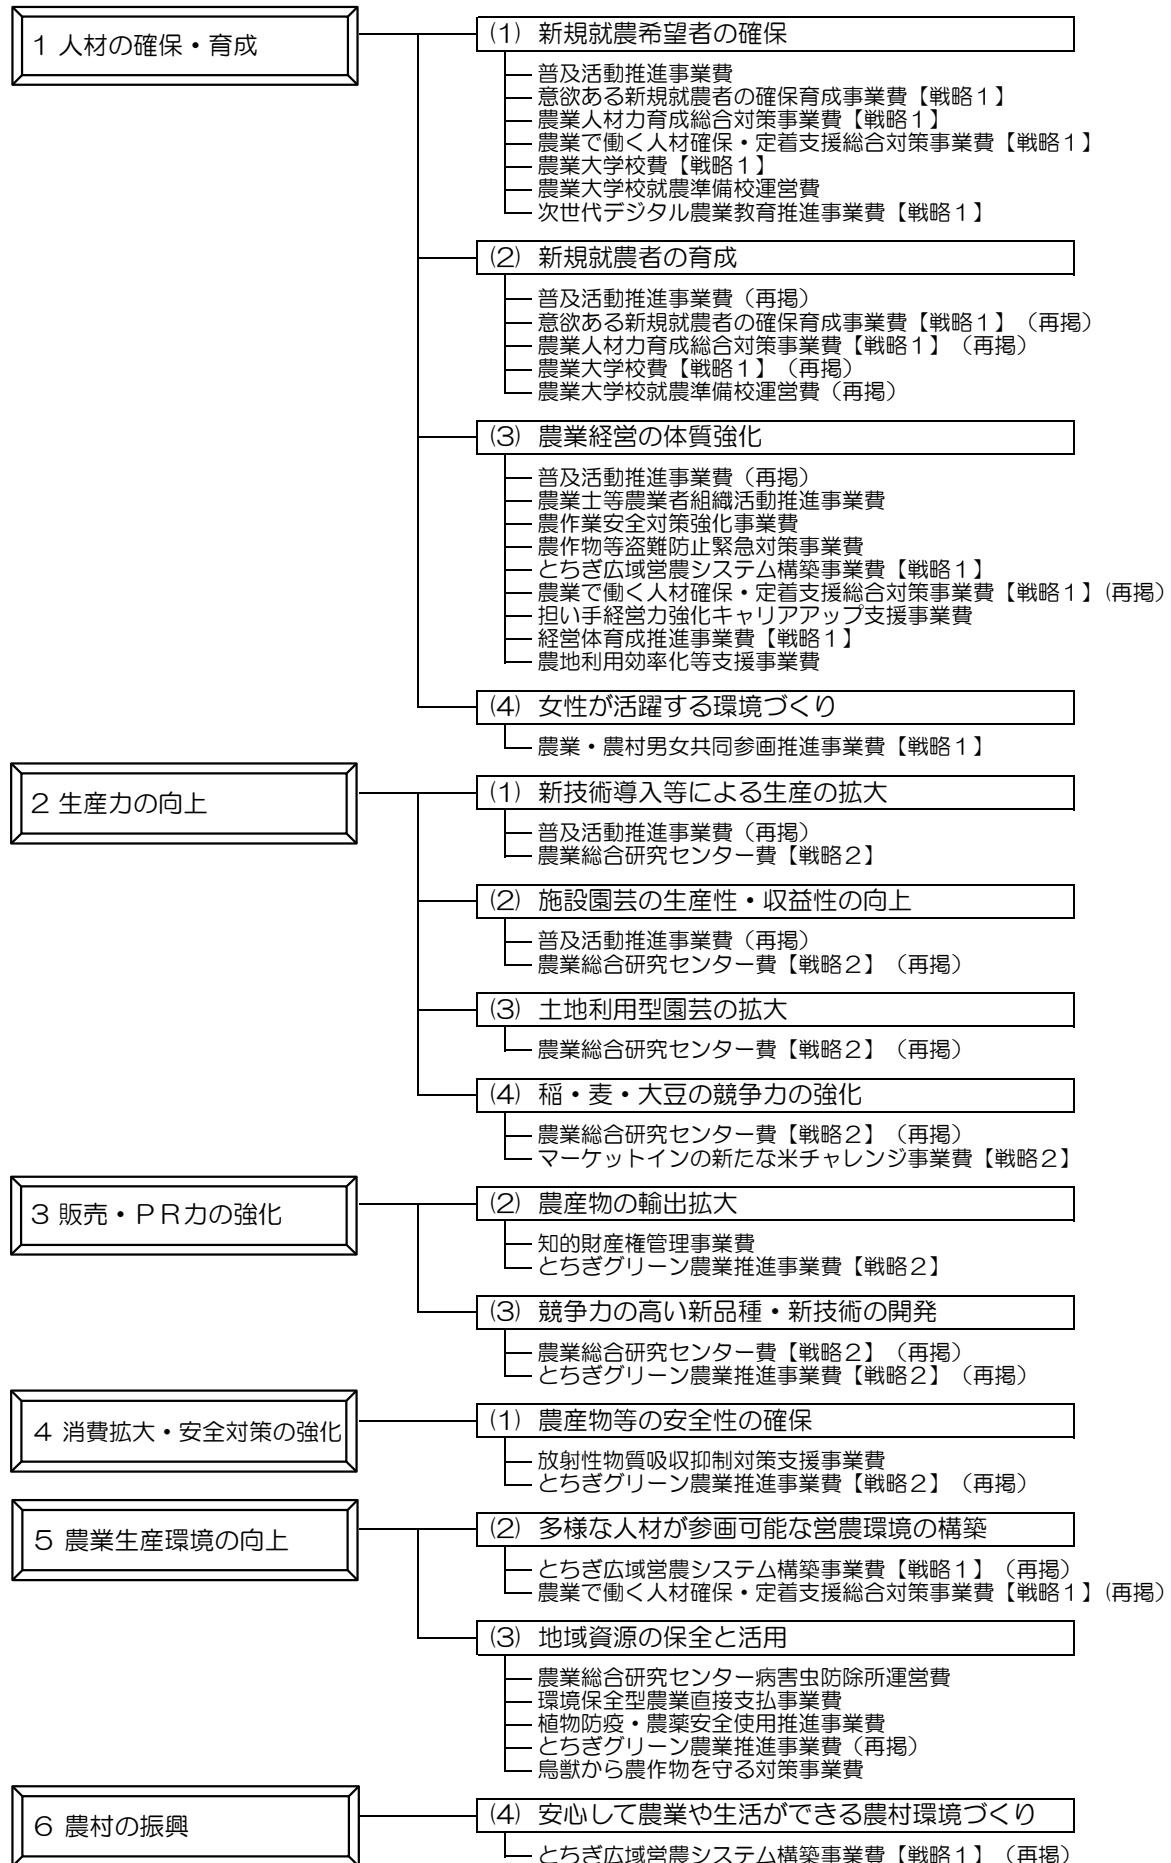 １ 人材の確保・育成
(1) 新規就農希望者の確保
普及活動推進事業費
意欲ある新規就農者の確保育成事業費【戦略１】
農業人材力育成総合対策事業費【戦略１】
農業で働く人材確保・定着支援総合対策事業費【戦略１】
農業大学校費【戦略１】
農業大学校就農準備校運営費
次世代デジタル農業教育推進事業費【戦略１】
(2) 新規就農者の育成
普及活動推進事業費（再掲）
意欲ある新規就農者の確保育成事業費【戦略１】（再掲）
農業人材力育成総合対策事業費【戦略１】（再掲）
農業大学校費【戦略１】（再掲）
農業大学校就農準備校運営費（再掲）
(3) 農業経営の体質強化
普及活動推進事業費（再掲）
農業士等農業者組織活動推進事業費
農作業安全対策強化事業費
農作物等盗難防止緊急対策事業費
とちぎ広域営農システム構築事業費【戦略１】
農業で働く人材確保・定着支援総合対策事業費【戦略１】(再掲）
担い手経営力強化キャリアアップ支援事業費
経営体育成推進事業費【戦略１】
農地利用効率化等支援事業費
(4) 女性が活躍する環境づくり
農業・農村男女共同参画推進事業費【戦略１】
２ 生産力の向上
(1) 新技術導入等による生産の拡大
普及活動推進事業費（再掲）
農業総合研究センター費【戦略２】
(2) 施設園芸の生産性・収益性の向上
普及活動推進事業費（再掲）
農業総合研究センター費【戦略２】（再掲）
(3) 土地利用型園芸の拡大
農業総合研究センター費【戦略２】（再掲）
(4) 稲・麦・大豆の競争力の強化
農業総合研究センター費【戦略２】（再掲）
マーケットインの新たな米チャレンジ事業費【戦略２】
３ 販売・ＰＲ力の強化
(2) 農産物の輸出拡大
知的財産権管理事業費
とちぎグリーン農業推進事業費【戦略２】
(3) 競争力の高い新品種・新技術の開発
農業総合研究センター費【戦略２】（再掲）
とちぎグリーン農業推進事業費【戦略２】（再掲）
４ 消費拡大・安全対策の強化
(1) 農産物等の安全性の確保
放射性物質吸収抑制対策支援事業費
とちぎグリーン農業推進事業費【戦略２】（再掲）
５ 農業生産環境の向上
(2) 多様な人材が参画可能な営農環境の構築
とちぎ広域営農システム構築事業費【戦略１】（再掲）
農業で働く人材確保・定着支援総合対策事業費【戦略１】(再掲）
(3) 地域資源の保全と活用
農業総合研究センター病害虫防除所運営費
環境保全型農業直接支払事業費
植物防疫・農薬安全使用推進事業費
とちぎグリーン農業推進事業費（再掲）
鳥獣から農作物を守る対策事業費
６ 農村の振興
(4) 安心して農業や生活ができる農村環境づくり
とちぎ広域営農システム構築事業費【戦略１】（再掲）